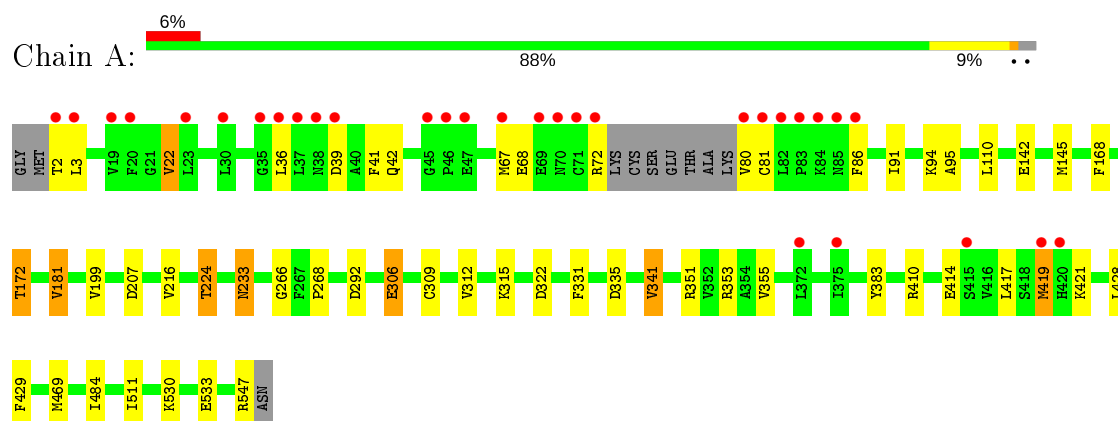 6%
Chain A:
88% 9% • •
GLY MET T2 L3 V19 F20 G21 V22 L23 L30 G35 L36 L37 N38 D39 A40 F41 Q42 G45 P46 E47 M67 E68 E69 N70 C71 R72 LYS CYS SER GLU THR ALA LYS V80 C81 L82 P83 K84 N85 F86 I91 K94 A95 L110 E142 M145 F168
T172 V181 V199 D207 V216 T224 N233 G266 F267 P268 D292 E306 C309 V312 K315 D322 F331 D335 V341 R351 V352 R353 A354 V355 L372 I375 Y383 R410 E414 S415 V416 L417 S418 M419 H420 K421 L428
F429 M469 I484 I511 K530 E533 R547 ASN